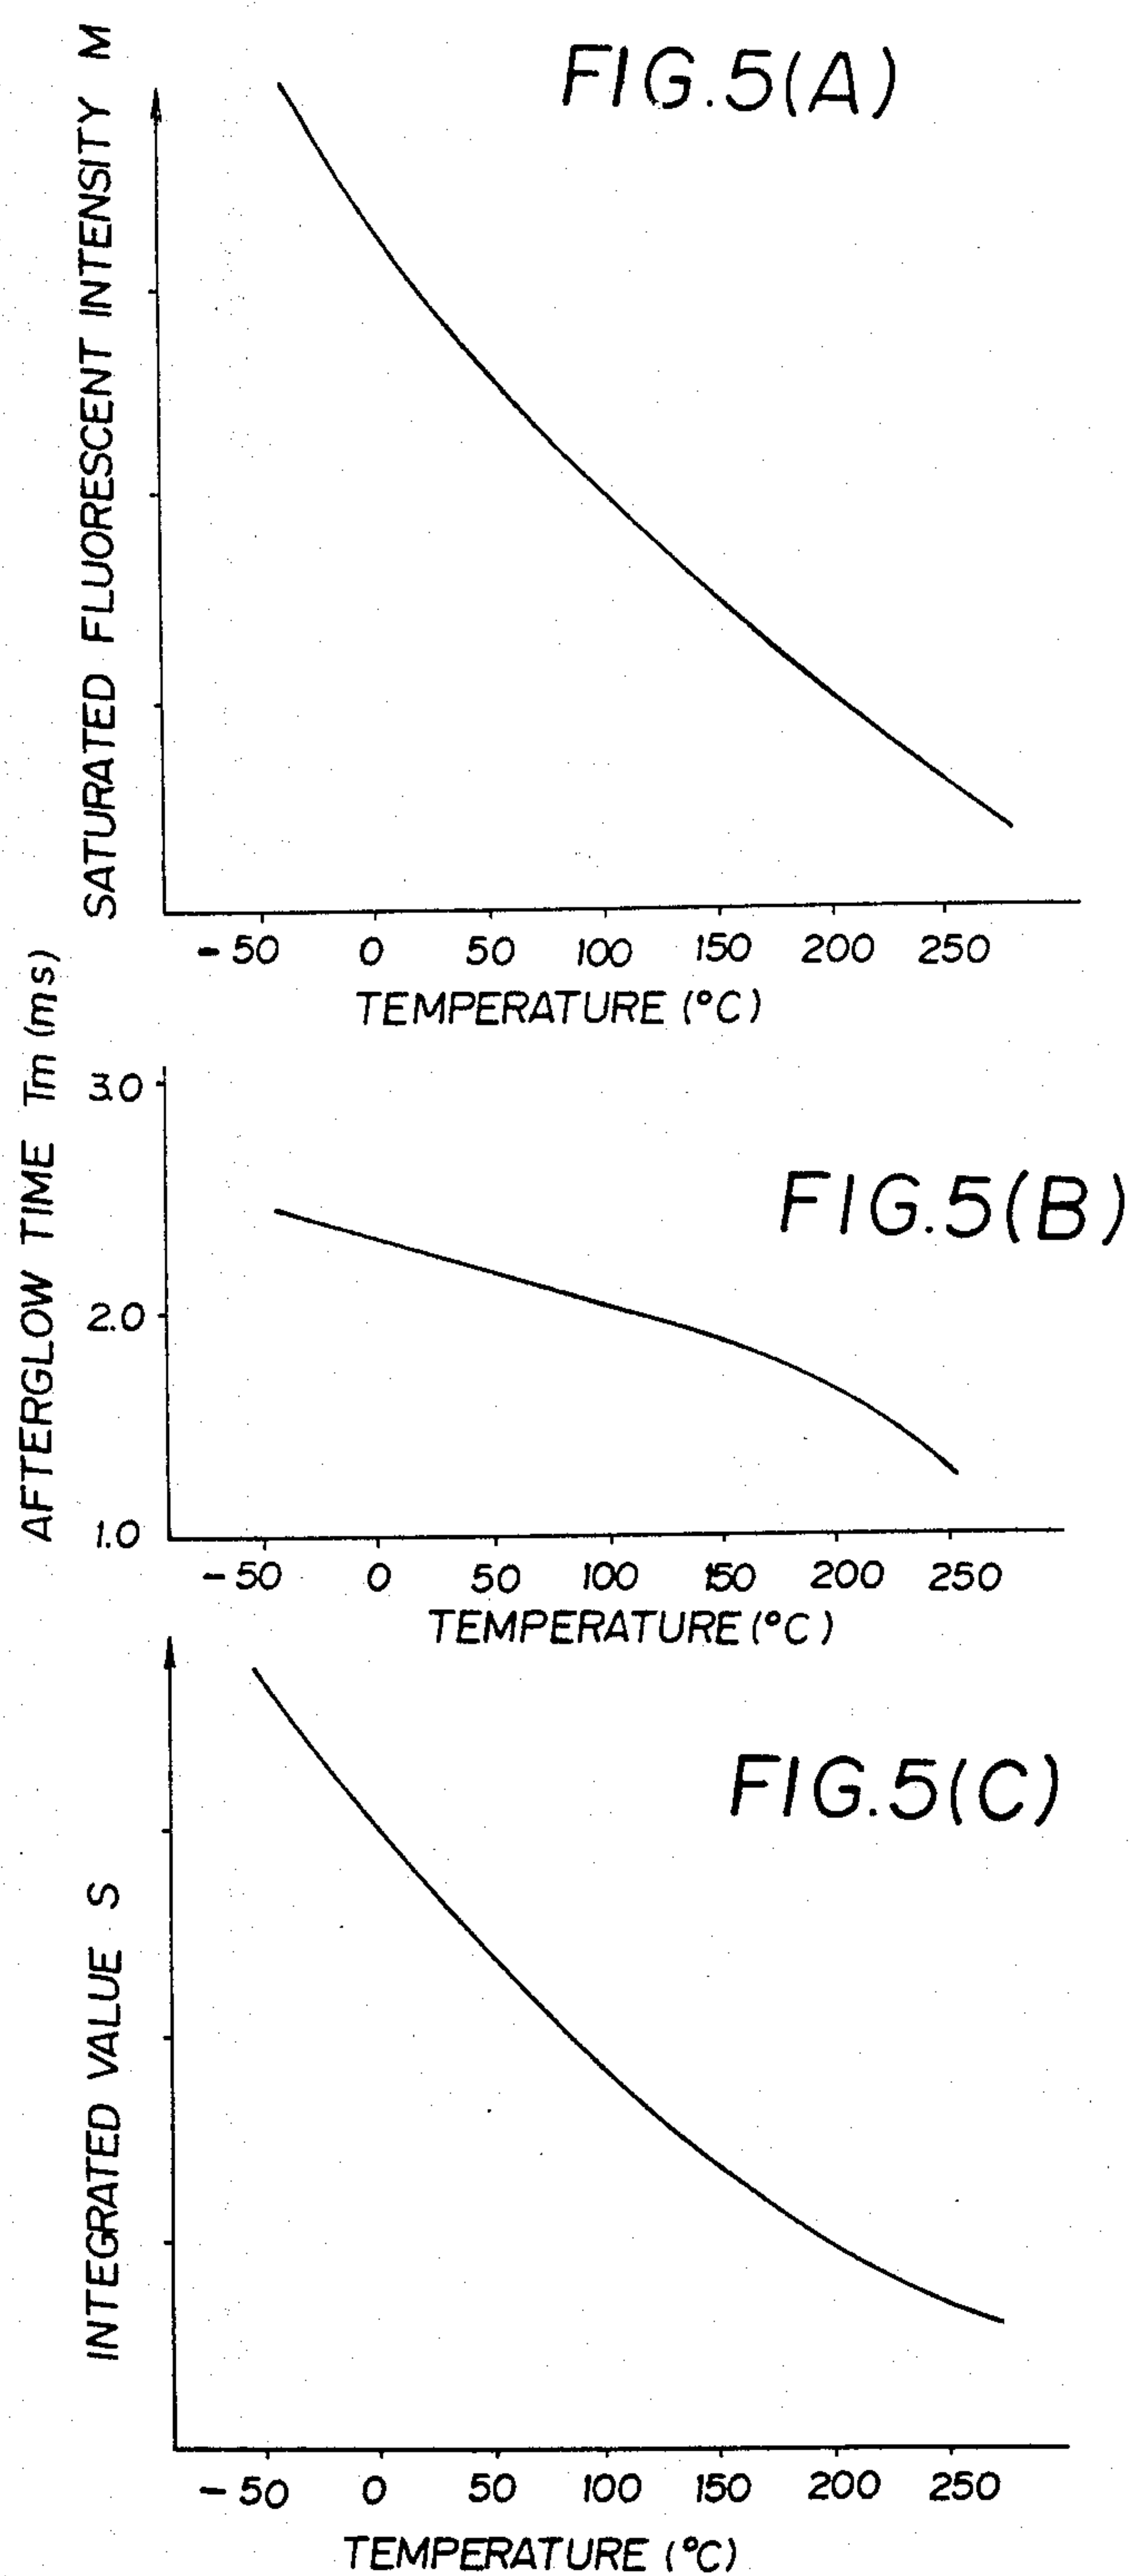 FIG.5(A)
SATURATED FLUORESCENT INTENSITY M
-50 0 50 100 150 200 250
TEMPERATURE (°C)
FIG.5(B)
AFTERGLOW TIME Tm (ms)
3.0
2.0
1.0
-50 0 50 100 150 200 250
TEMPERATURE (°C)
FIG.5(C)
INTEGRATED VALUE S
-50 0 50 100 150 200 250
TEMPERATURE (°C)